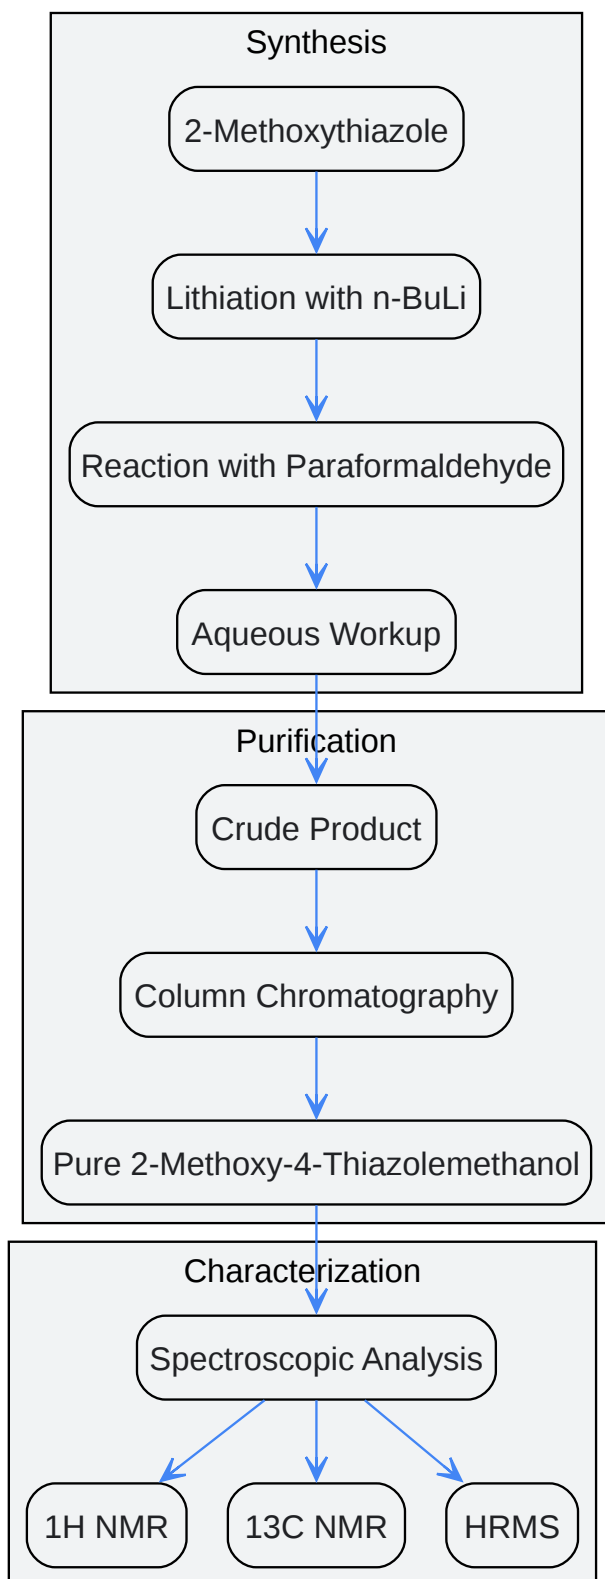 Synthesis
2-Methoxythiazole
Lithiation with n-BuLi
Reaction with Paraformaldehyde
Aqueous Workup
Purification
Crude Product
Column Chromatography
Pure 2-Methoxy-4-Thiazolemethanol
Characterization
Spectroscopic Analysis
1H NMR
13C NMR
HRMS